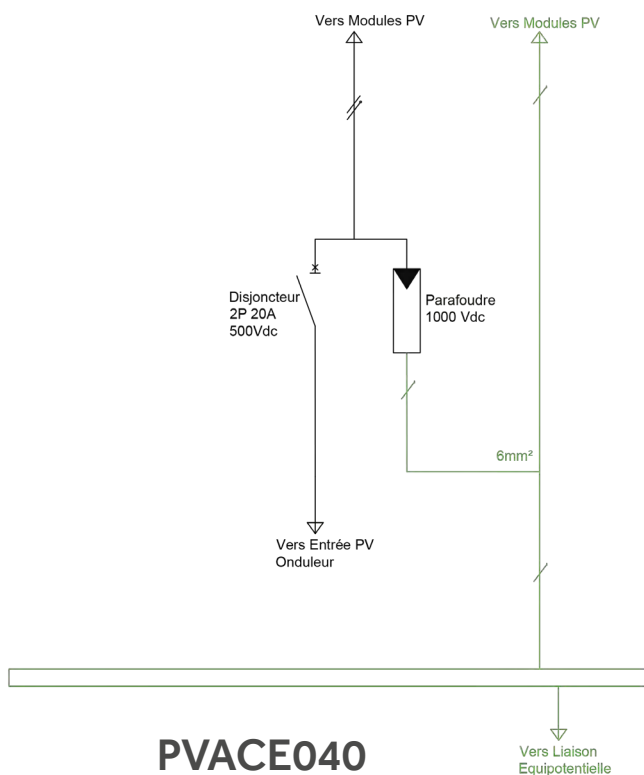 Vers Modules PV
Vers Modules PV
Disjoncteur
2P 20A
500Vdc
Parafoudre
1000 Vdc
6mm²
Vers Entrée PV
Onduleur
PVACE040
Vers Liaison
Equipotentielle